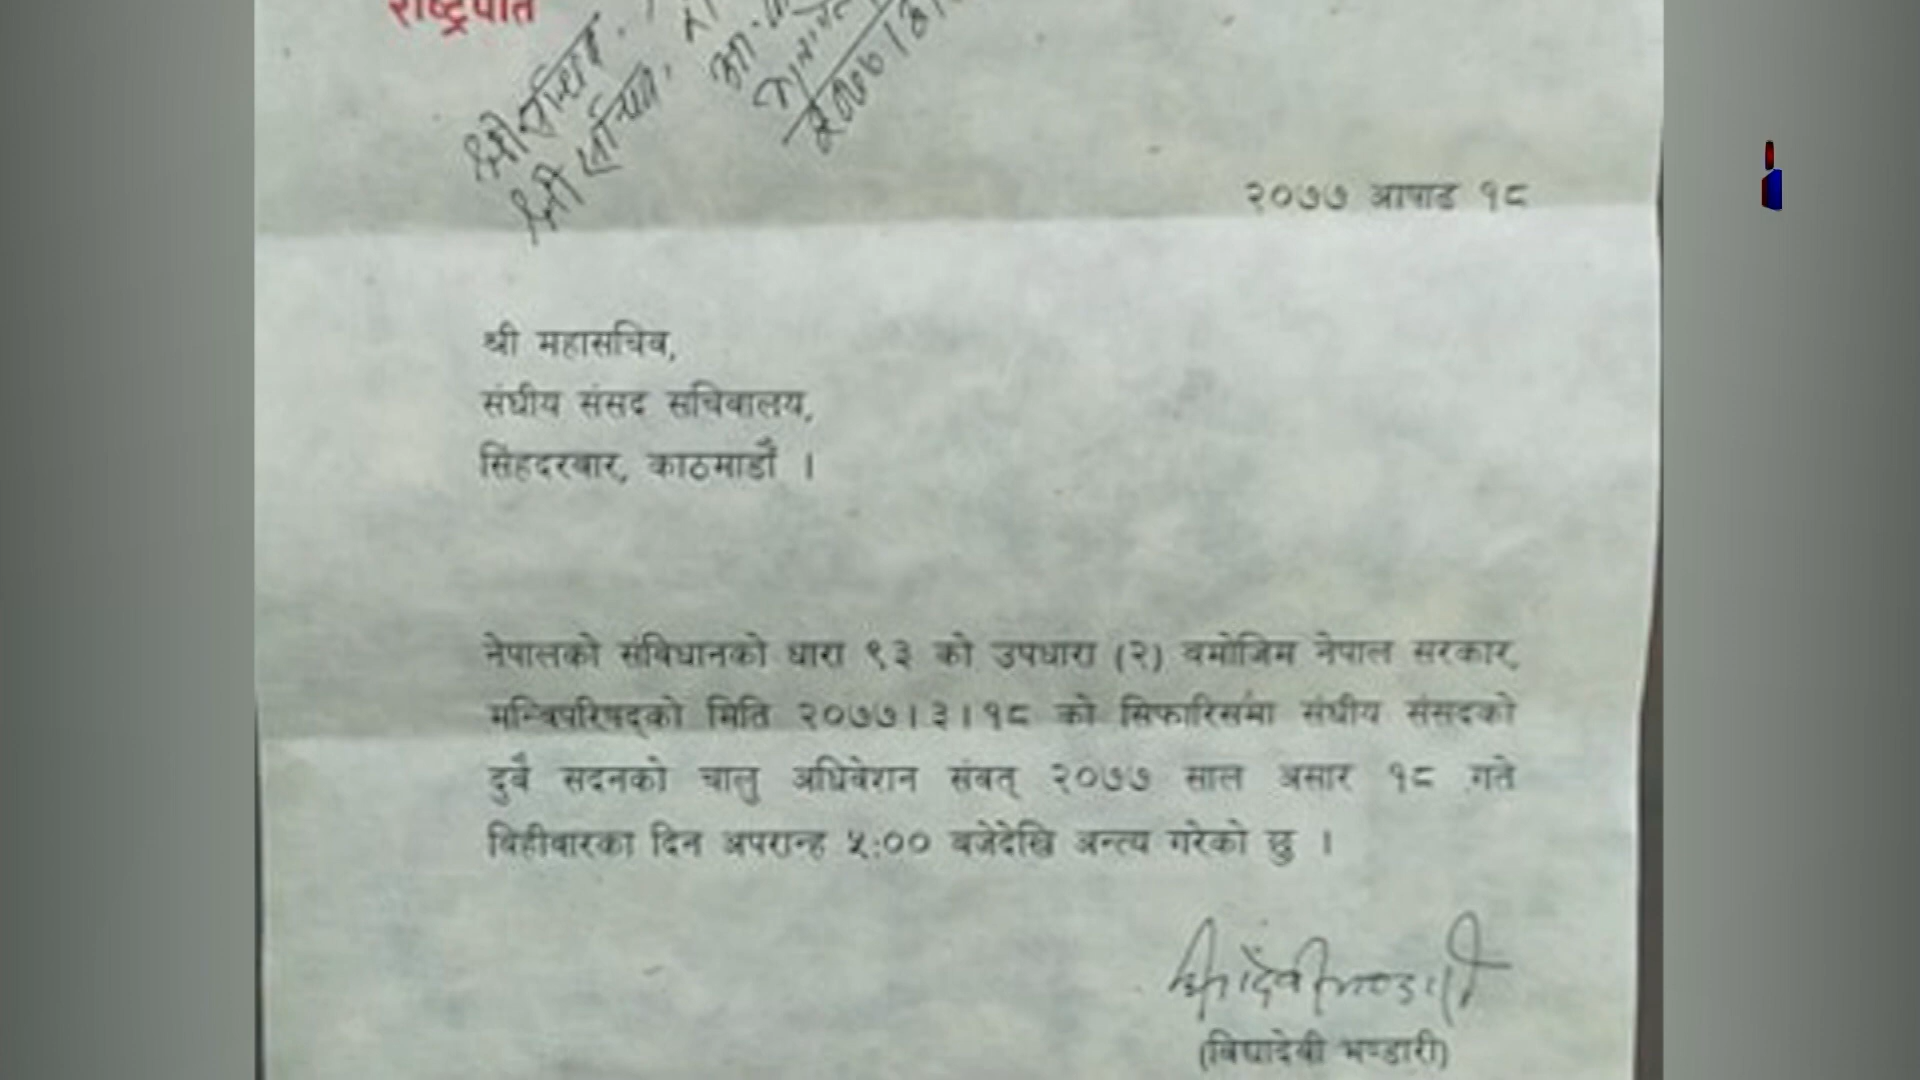 राष्ट्रपति
२०७७ आषाढ १८
श्री महासचिव,
संघीय संसद सचिवालय,
सिंहदरबार, काठमाडौं ।
नेपालको संविधानको धारा ९३ को उपधारा (२) बमोजिम नेपाल सरकार,
मन्त्रिपरिषद्को मिति २०७७।३।१८ को सिफारिसमा संघीय संसदको
दुबै सदनको चालु अधिवेशन संबत् २०७७ साल असार १८ गते
बिहीबारका दिन अपरान्ह ५:०० बजेदेखि अन्त्य गरेको छु ।
(विद्यादेवी भण्डारी)